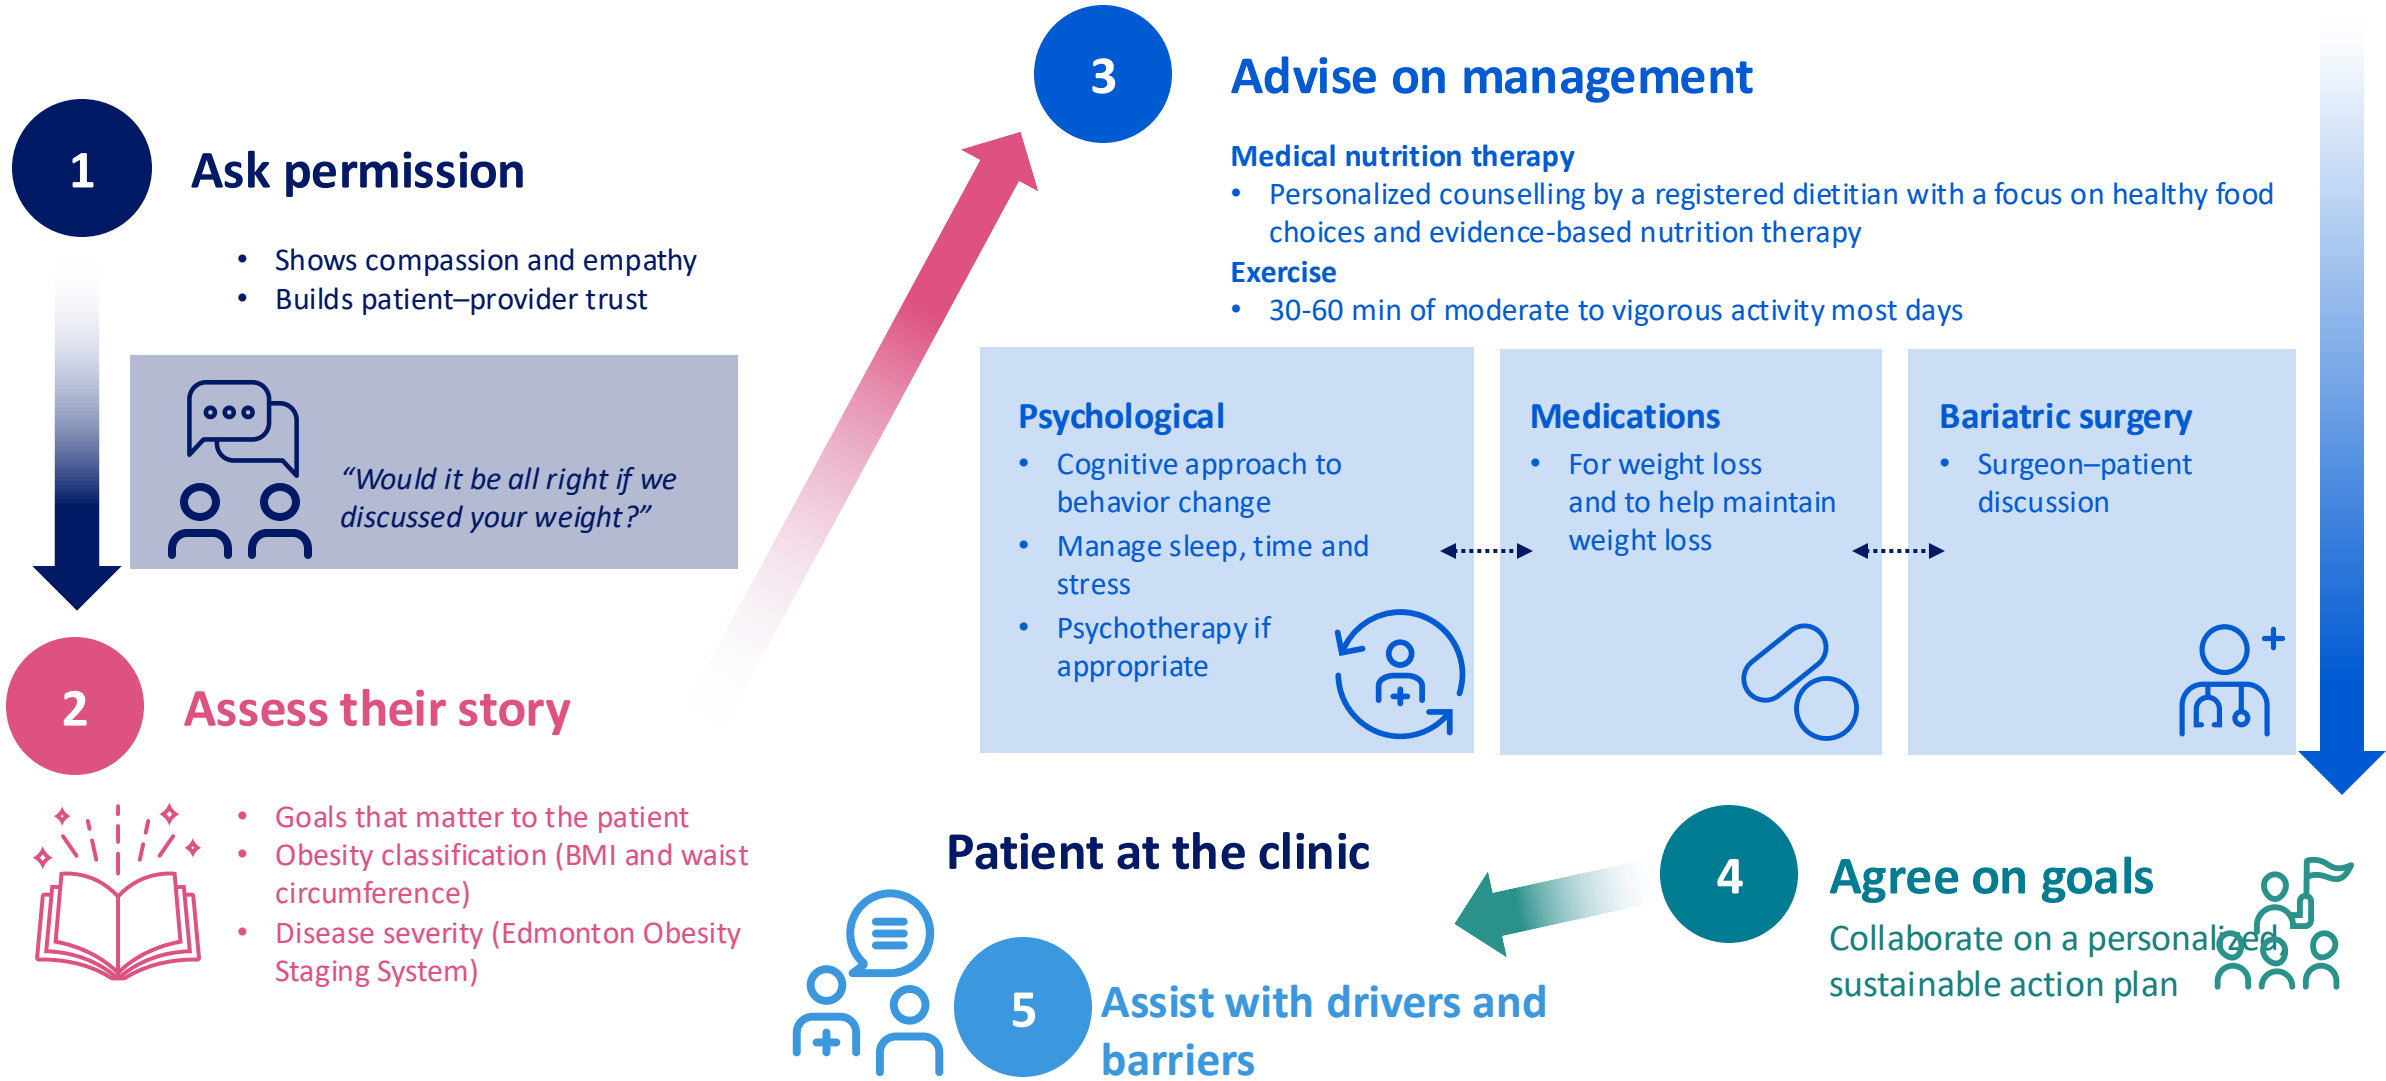 1
Ask permission
• Shows compassion and empathy
• Builds patient–provider trust
“Would it be all right if we
discussed your weight?”
2
Assess their story
• Goals that matter to the patient
• Obesity classification (BMI and waist
circumference)
• Disease severity (Edmonton Obesity
Staging System)
3
Advise on management
Medical nutrition therapy
• Personalized counselling by a registered dietitian with a focus on healthy food
choices and evidence-based nutrition therapy
Exercise
• 30-60 min of moderate to vigorous activity most days
Psychological
• Cognitive approach to
behavior change
• Manage sleep, time and
stress
• Psychotherapy if
appropriate
Medications
• For weight loss
and to help maintain
weight loss
Bariatric surgery
• Surgeon–patient
discussion
4
Agree on goals
Collaborate on a personalized,
sustainable action plan
Patient at the clinic
5
Assist with drivers and
barriers